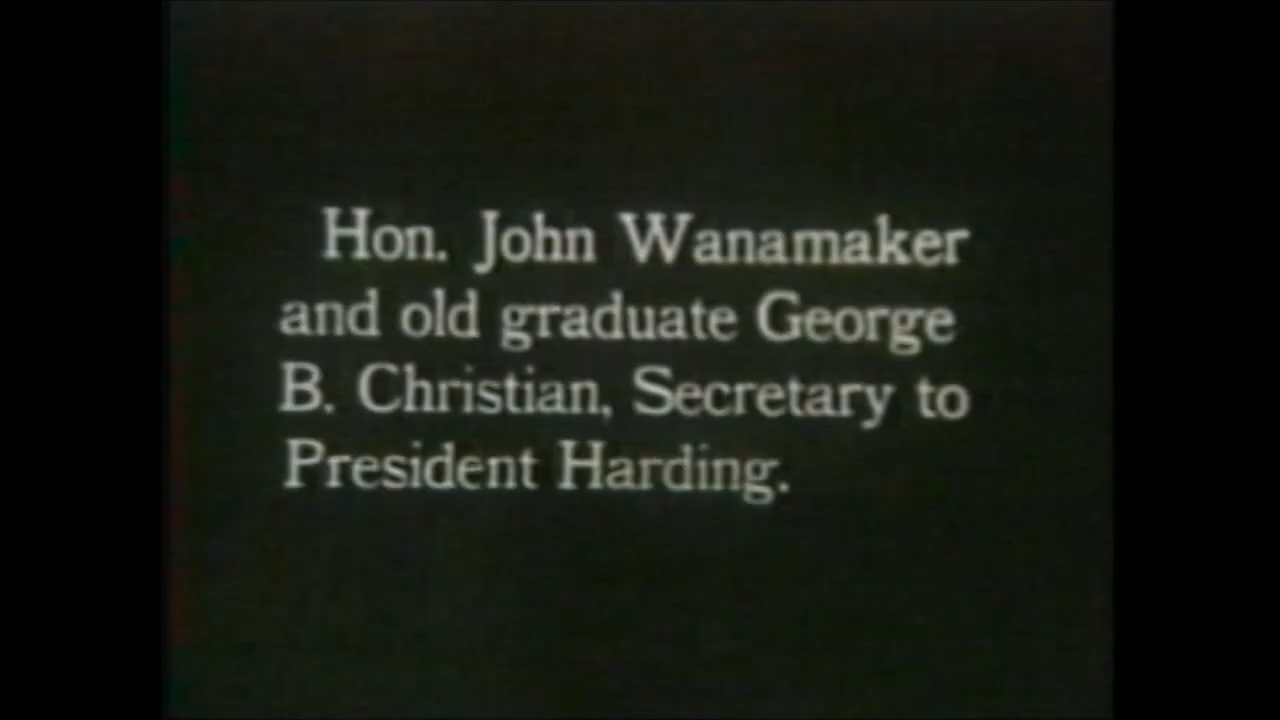 Hon. John Wanamaker
and old graduate George
B. Christian, Secretary to
President Harding.